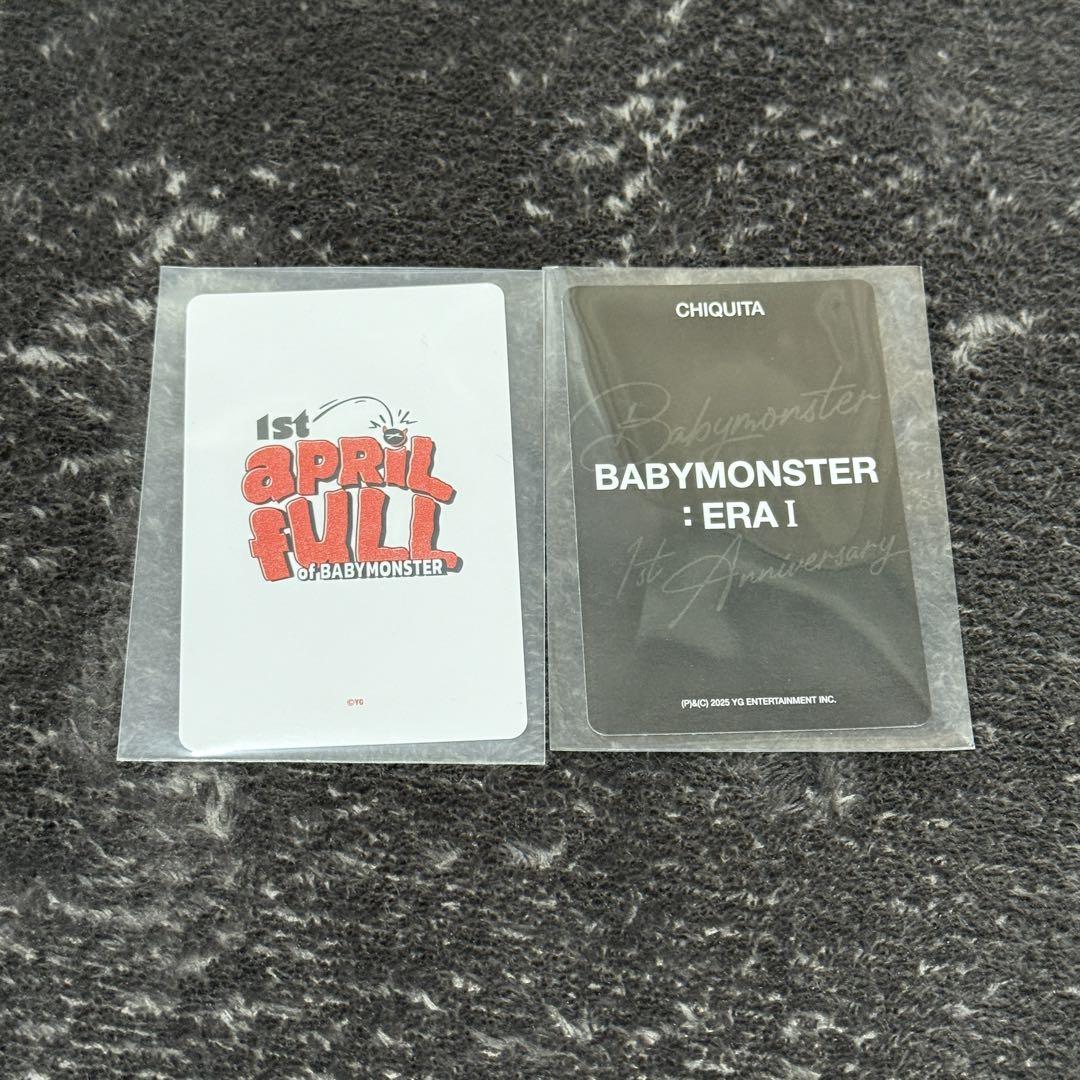 1st
aPRiL
fULL
of BABYMONSTER
©YG
CHIQUITA
Babymonster
BABYMONSTER
: ERA I
1st Anniversary
(P)&(C) 2025 YG ENTERTAINMENT INC.